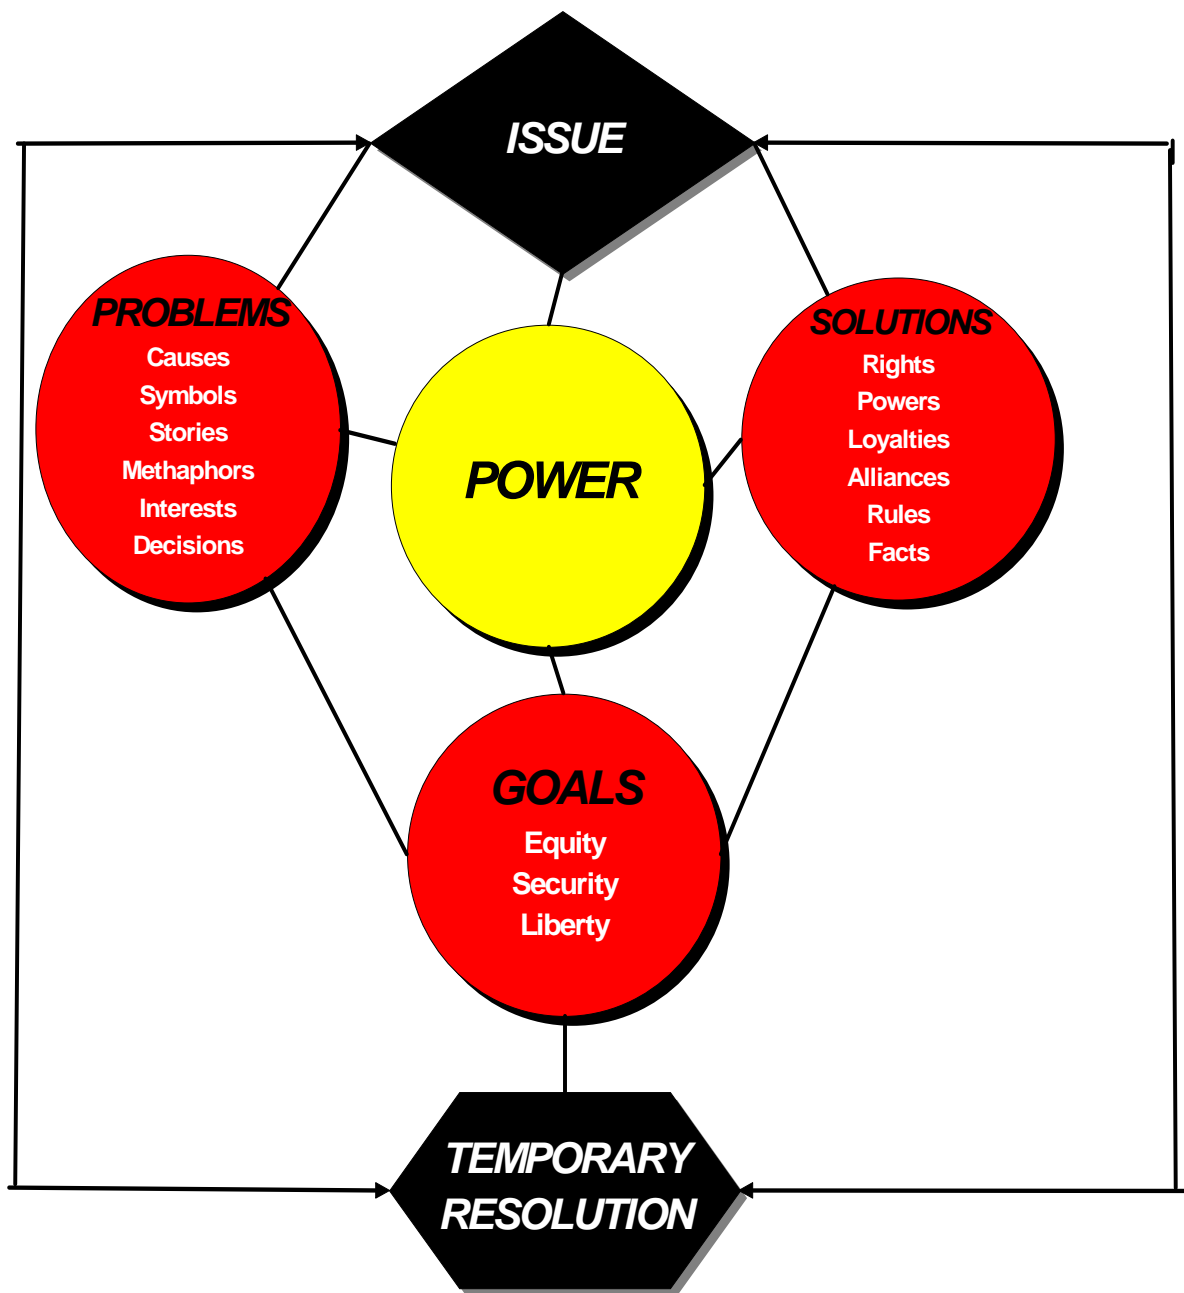 ISSUE
PROBLEMS
Causes
Symbols
Stories
Methaphors
Interests
Decisions
POWER
SOLUTIONS
Rights
Powers
Loyalties
Alliances
Rules
Facts
GOALS
Equity
Security
Liberty
TEMPORARY
RESOLUTION